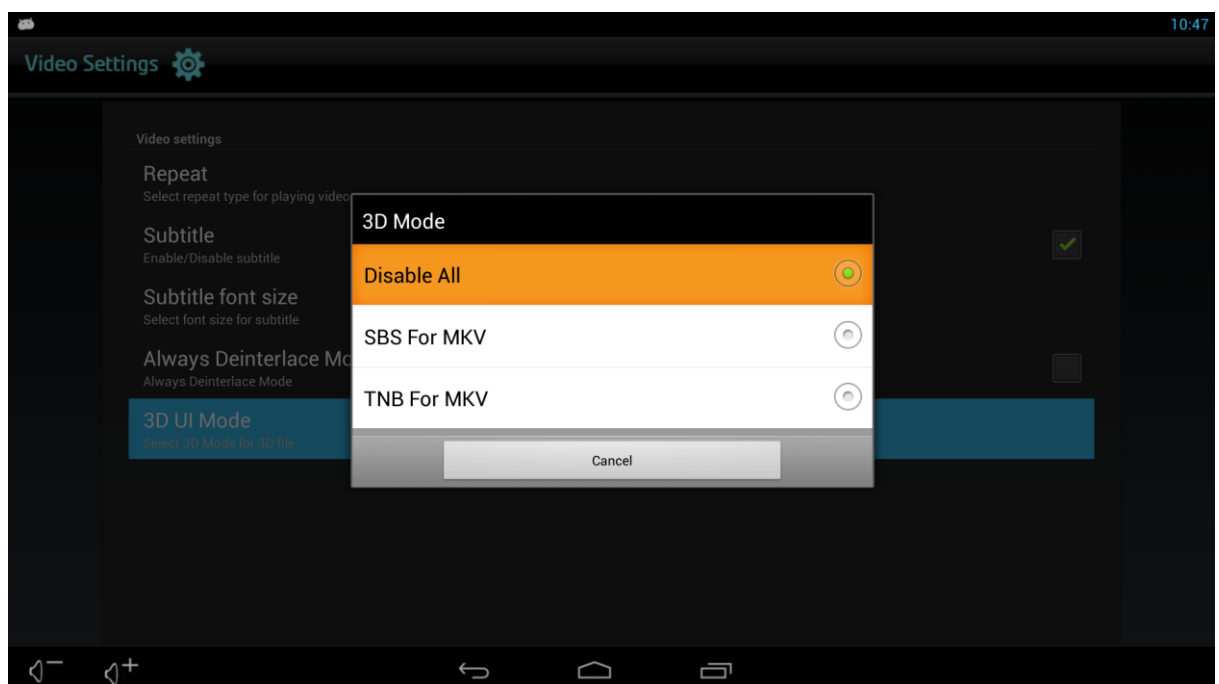 10:47
Video Settings
Video settings
Repeat
Select repeat type for playing video
Subtitle
Enable/Disable subtitle
Subtitle font size
Select font size for subtitle
Always Deinterlace Mo
Always Deinterlace Mode
3D UI Mode
Select 3D Mode for 3D file
3D Mode
Disable All
SBS For MKV
TNB For MKV
Cancel